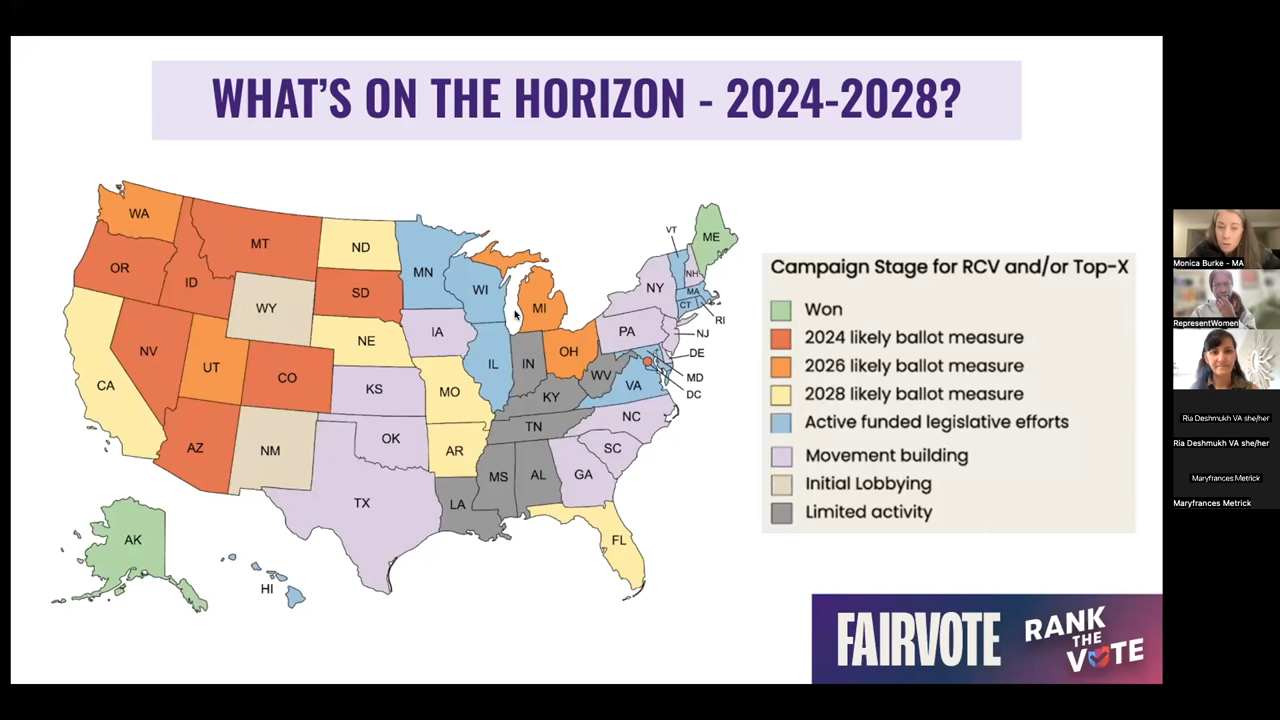 WHAT'S ON THE HORIZON - 2024-2028?
WA
MT
ND
MN
VT
ME
OR
ID
SD
WI
NH
WY
NY
MA
MI
CT
RI
IA
PA
NJ
NE
NV
UT
OH
DE
CO
IL
IN
WV
MD
CA
KS
MO
VA
DC
KY
NC
TN
OK
AZ
NM
AR
SC
MS
AL
GA
TX
LA
AK
FL
HI
Campaign Stage for RCV and/or Top-X
Won
2024 likely ballot measure
2026 likely ballot measure
2028 likely ballot measure
Active funded legislative efforts
Movement building
Initial Lobbying
Limited activity
FAIRVOTE
RANK
THE
VOTE
Monica Burke - MA
RepresentWomen
Ria Deshmukh VA she/her
Ria Deshmukh VA she/her
Maryfrances Metrick
Maryfrances Metrick